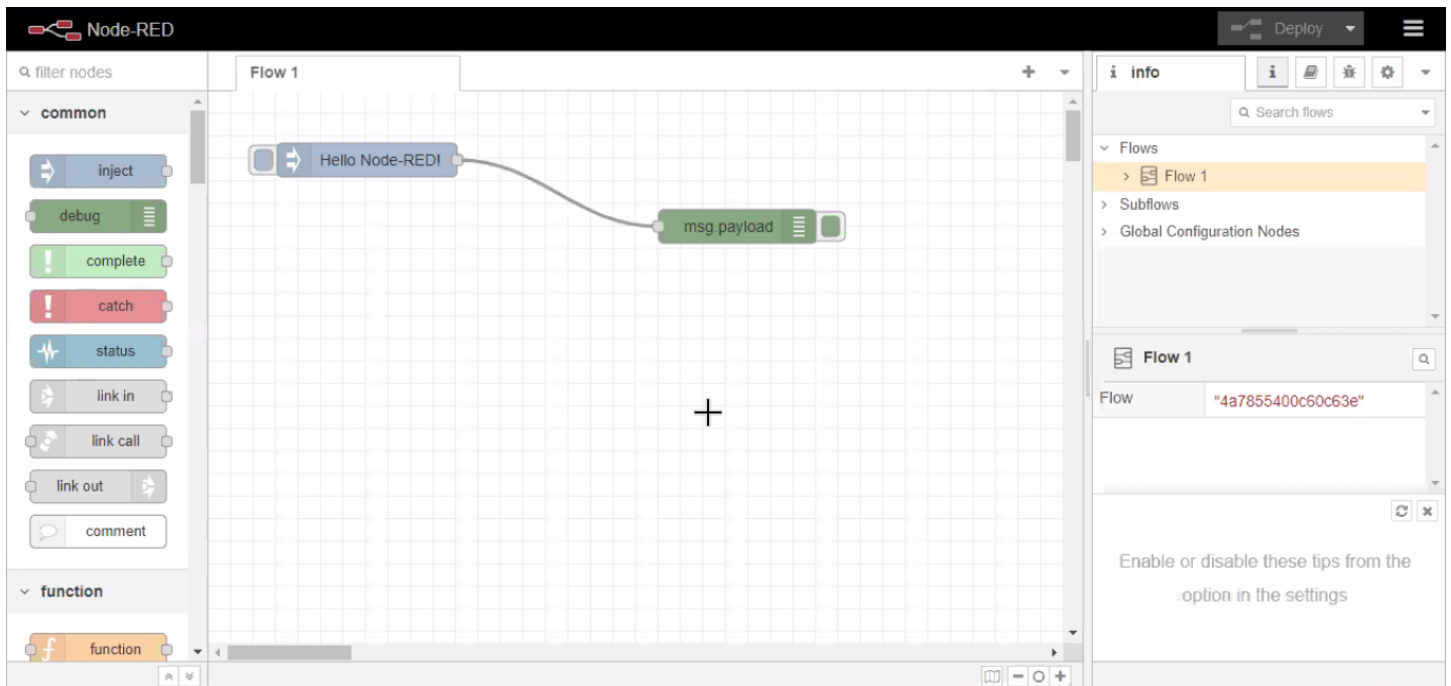 Node-RED
Deploy
filter nodes
Flow 1
i info
i
Search flows
common
inject
debug
complete
catch
status
link in
link call
link out
comment
function
function
Hello Node-RED!
msg.payload
Flows
Flow 1
Subflows
Global Configuration Nodes
Flow 1
Flow "4a7855400c60c63e"
Enable or disable these tips from the
option in the settings